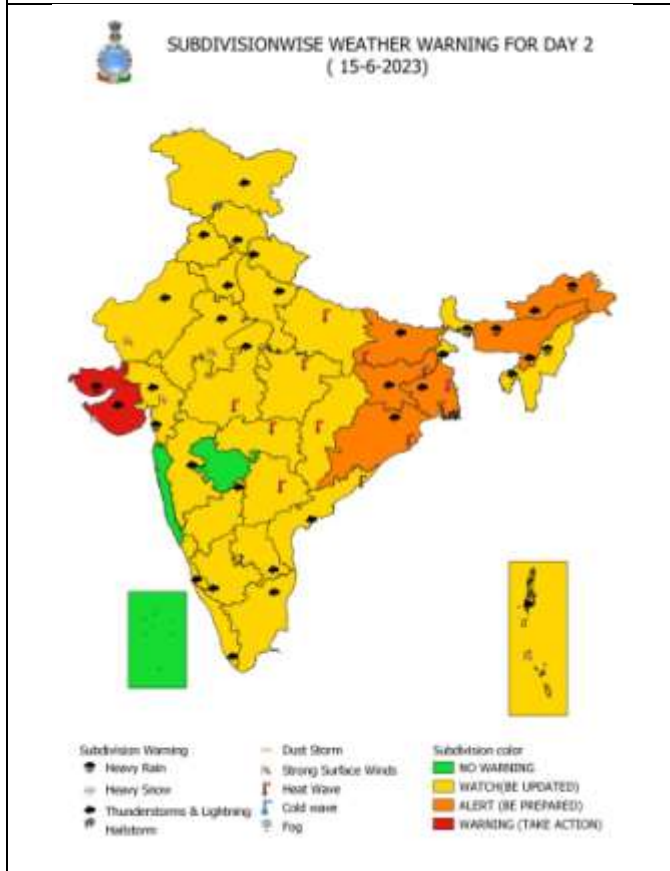 SUBDIVISIONWISE WEATHER WARNING FOR DAY 2
( 15-6-2023)
Subdivision Warning
Heavy Rain
Heavy Snow
Thunderstorms & Lightning
Hailstorm
Dust Storm
Strong Surface Winds
Heat Wave
Cold wave
Fog
Subdivision color
NO WARNING
WATCH(BE UPDATED)
ALERT (BE PREPARED)
WARNING (TAKE ACTION)